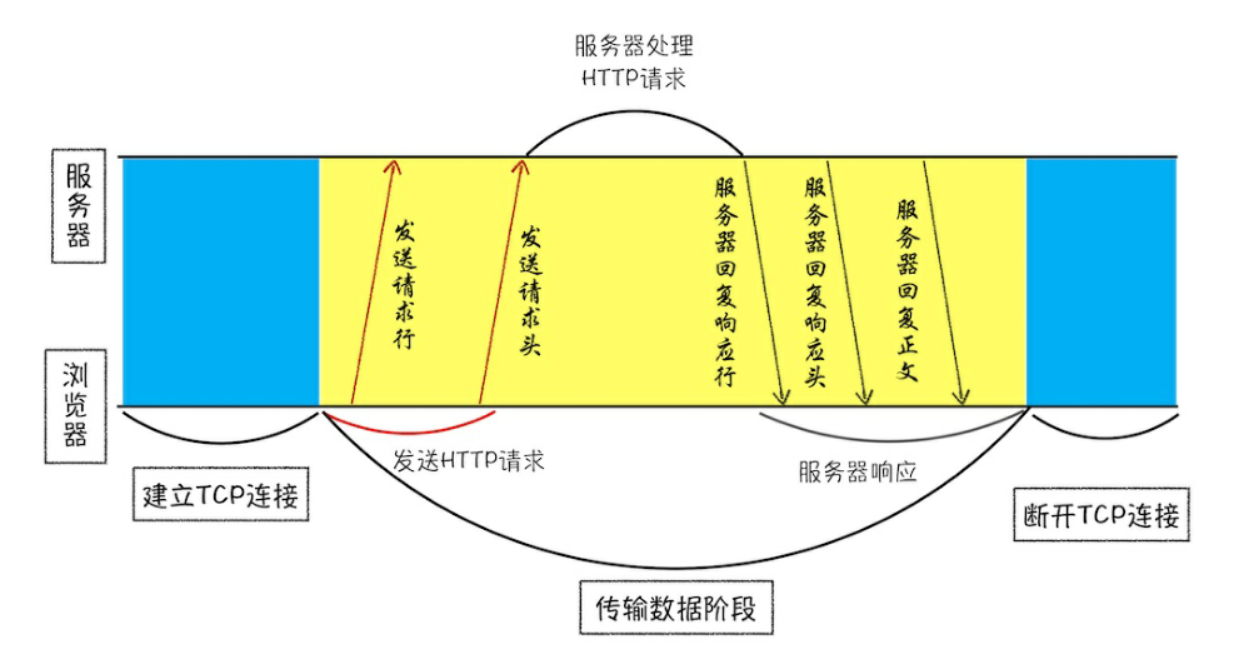 服务器处理
HTTP请求
服务器
发送请求行
发送请求头
服务器回复响应行
服务器回复响应头
服务器回复正文
浏览器
发送HTTP请求
服务器响应
建立TCP连接
断开TCP连接
传输数据阶段